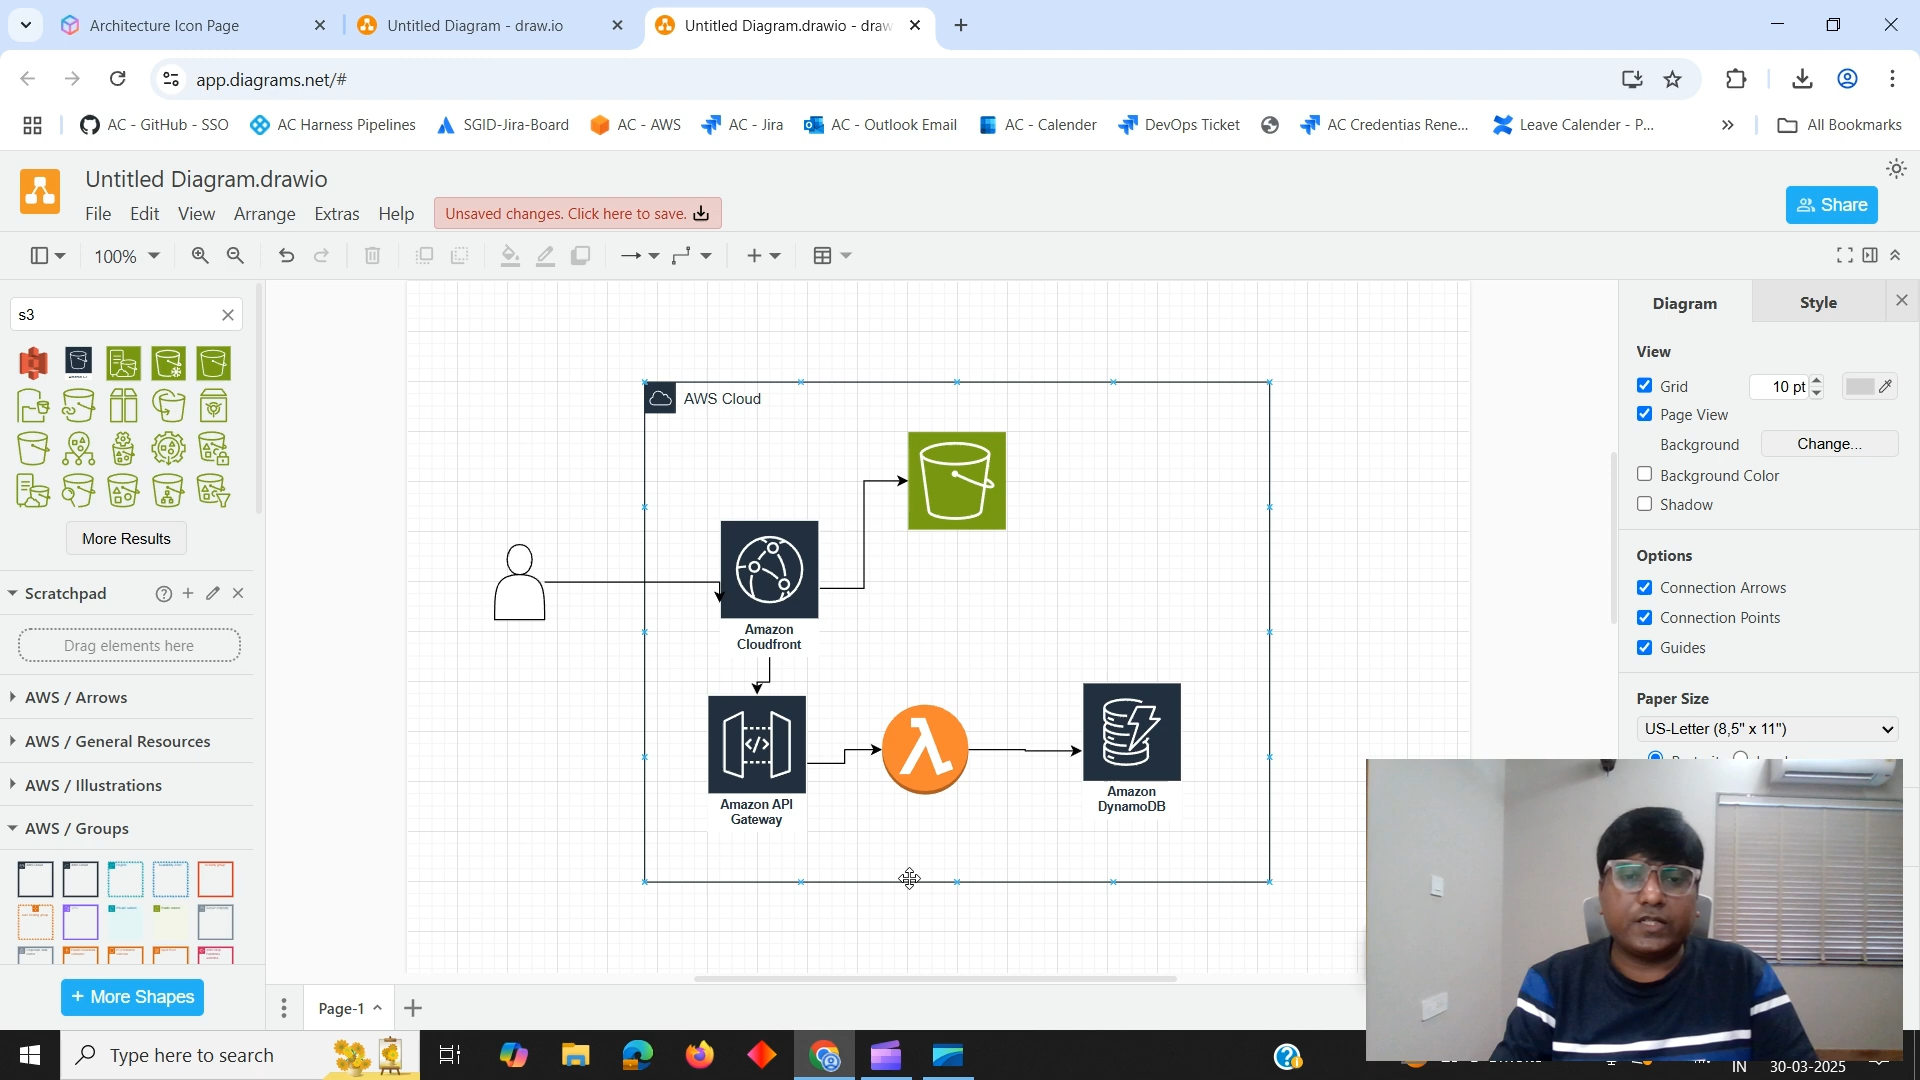 Architecture Icon Page
Untitled Diagram - draw.io
Untitled Diagram.drawio - draw
app.diagrams.net/#
AC - GitHub - SSO
AC Harness Pipelines
SGID-Jira-Board
AC - AWS
AC - Jira
AC - Outlook Email
AC - Calender
DevOps Ticket
AC Credentias Rene...
Leave Calender - P...
All Bookmarks
Untitled Diagram.drawio
File Edit View Arrange Extras Help
Unsaved changes. Click here to save.
Share
100%
s3
More Results
Scratchpad
Drag elements here
AWS / Arrows
AWS / General Resources
AWS / Illustrations
AWS / Groups
+ More Shapes
AWS Cloud
Amazon
Cloudfront
Amazon API
Gateway
Amazon
DynamoDB
Page-1
Diagram
Style
View
Grid
10 pt
Page View
Background
Change...
Background Color
Shadow
Options
Connection Arrows
Connection Points
Guides
Paper Size
US-Letter (8,5" x 11")
Type here to search
IN
30-03-2025